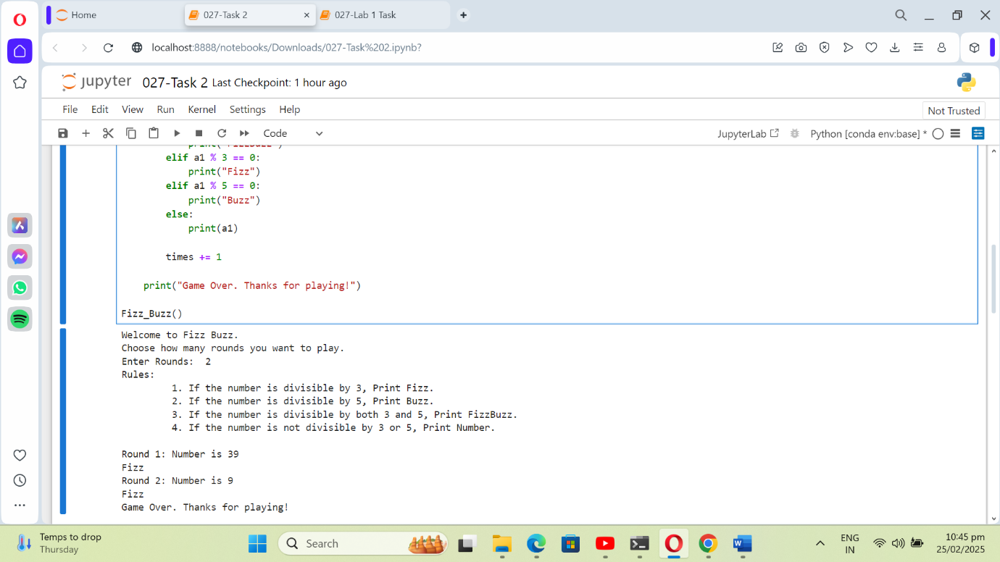 Home
027-Task 2
027-Lab 1 Task
localhost:8888/notebooks/Downloads/027-Task%202.ipynb?
jupyter 027-Task 2 Last Checkpoint: 1 hour ago
File Edit View Run Kernel Settings Help
Not Trusted
Code
JupyterLab
Python [conda env:base] *
print("FizzBuzz")
elif a1 % 3 == 0:
print("Fizz")
elif a1 % 5 == 0:
print("Buzz")
else:
print(a1)
times += 1
print("Game Over. Thanks for playing!")
Fizz_Buzz()
Welcome to Fizz Buzz.
Choose how many rounds you want to play.
Enter Rounds: 2
Rules:
1. If the number is divisible by 3, Print Fizz.
2. If the number is divisible by 5, Print Buzz.
3. If the number is divisible by both 3 and 5, Print FizzBuzz.
4. If the number is not divisible by 3 or 5, Print Number.
Round 1: Number is 39
Fizz
Round 2: Number is 9
Fizz
Game Over. Thanks for playing!
Temps to drop
Thursday
Search
ENG
IN
10:45 pm
25/02/2025